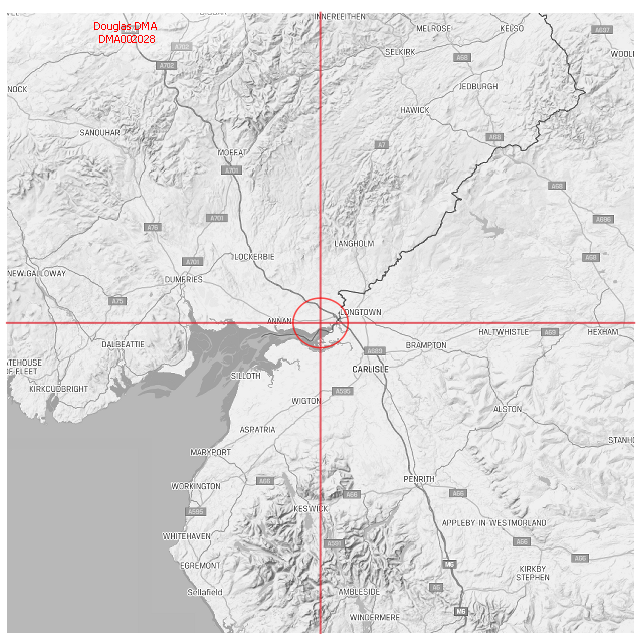 INNERLEITHEN
Douglas DMA
DMA002028
MELROSE
KELSO
A697
A702
SELKIRK
A68
A702
JEDBURGH
HAWICK
SANQUHAR
A68
A7
MOFFAT
A701
A68
A701
A696
A76
LANGHOLM
LOCKERBIE
A68
A701
NEW GALLOWAY
DUMFRIES
A75
LONGTOWN
ANNAN
HALTWHISTLE
A69
HEXHAM
DALBEATTIE
BRAMPTON
A689
CARLISLE
OF FLEET
SILLOTH
KIRKCUDBRIGHT
A595
WIGTON
ALSTON
ASPATRIA
MARYPORT
PENRITH
A66
WORKINGTON
A66
A66
KESWICK
A595
APPLEBY-IN-WESTMORLAND
WHITEHAVEN
A591
A66
A66
EGREMONT
M6
KIRKBY
STEPHEN
Sellafield
AMBLESIDE
M6
WINDERMERE